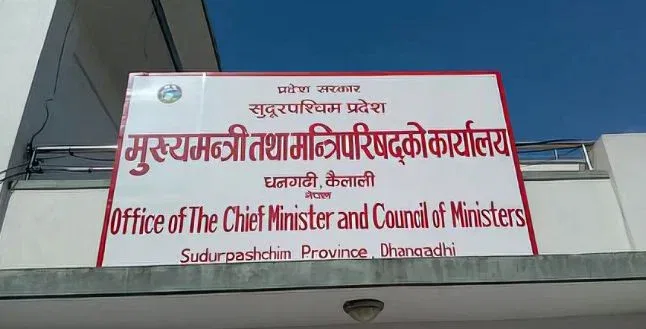 प्रदेश सरकार
सुदूरपश्चिम प्रदेश
मुख्यमन्त्री तथा मन्त्रिपरिषद्को कार्यालय
धनगढी, कैलाली
नेपाल
Office of The Chief Minister and Council of Ministers
Sudurpashchim Province, Dhangadhi